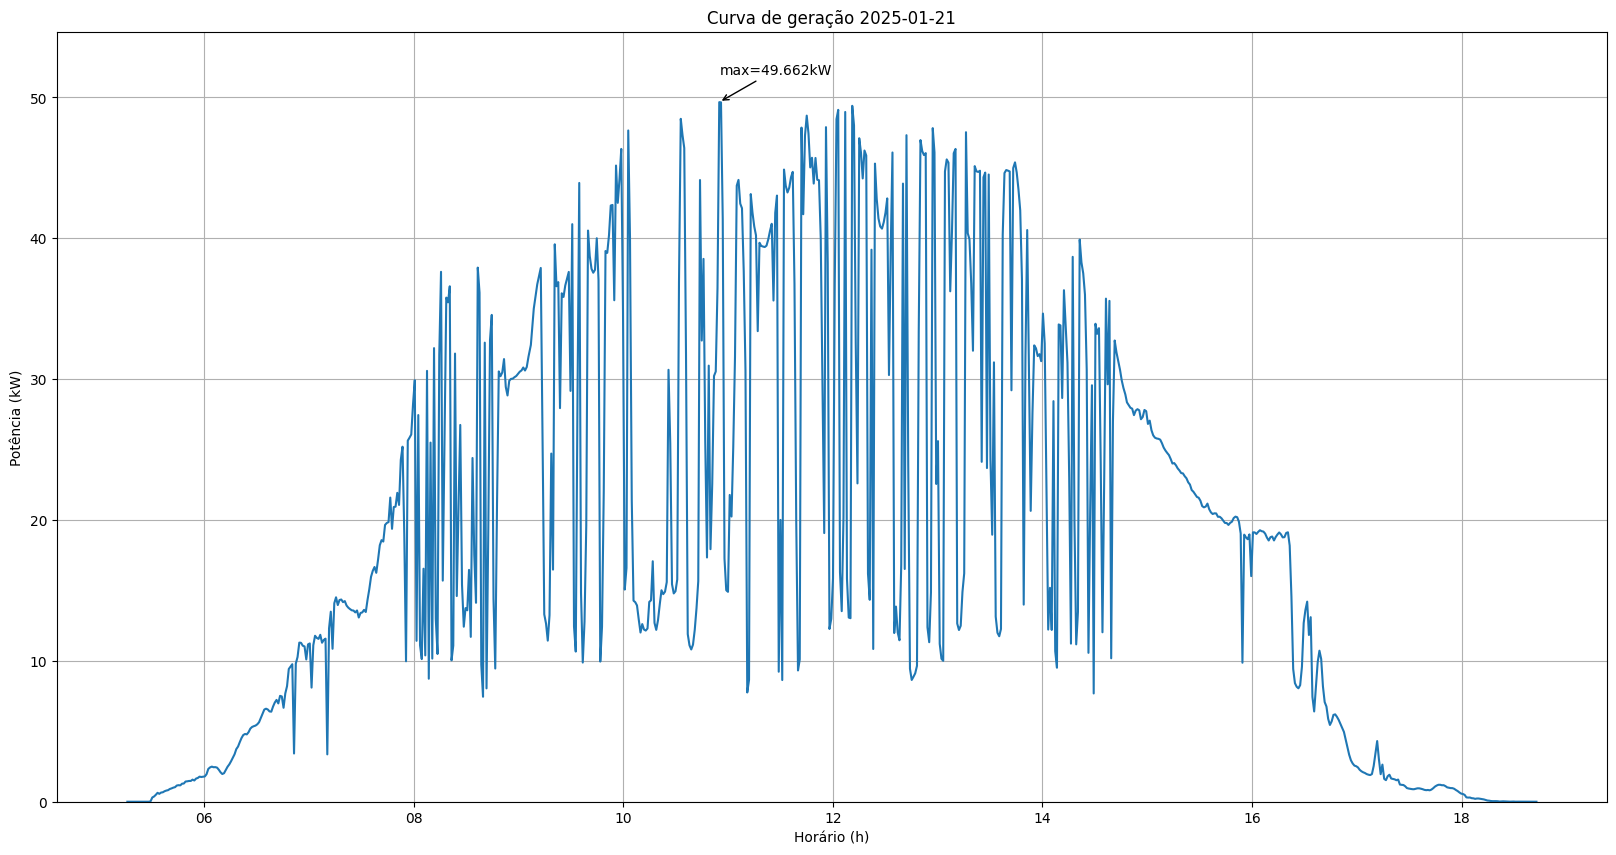 Curva de geração 2025-01-21
max=49.662kW
50
40
30
20
10
0
Potência (kW)
06 08 10 12 14 16 18
Horário (h)